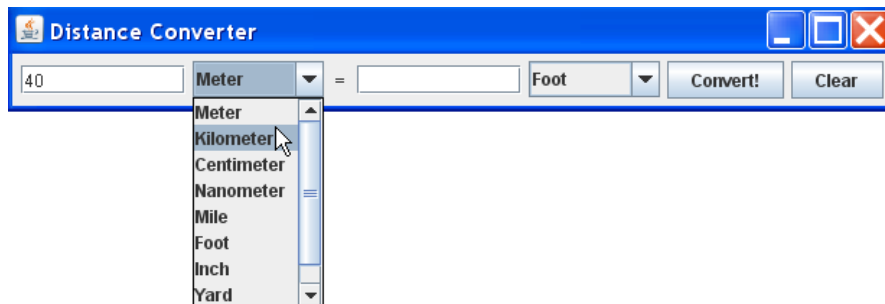 Distance Converter
40 Meter = Foot Convert! Clear
Meter
Kilometer
Centimeter
Nanometer
Mile
Foot
Inch
Yard